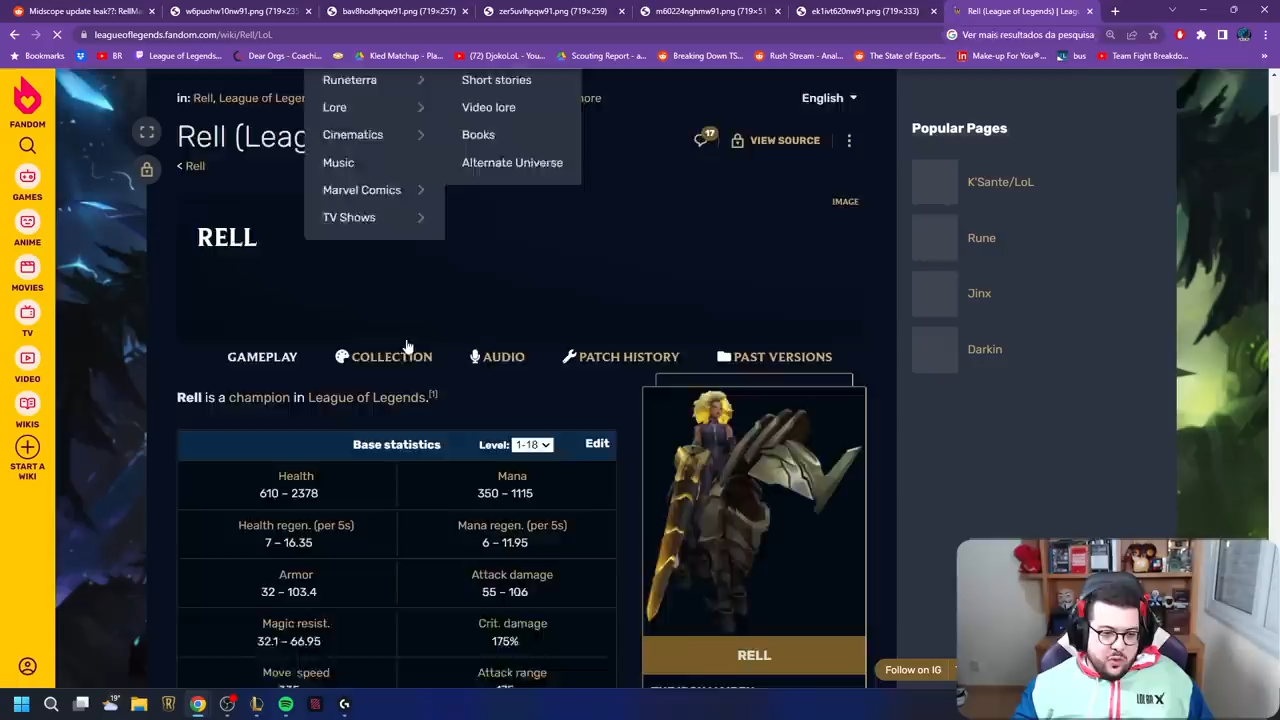 Midscope update leak??: RellMa
w6puohw10nw91.png (719×235
bav8hodhpqw91 (719×257)
zer5uvlhpqw91 (719×259)
m60224nghmw91 (719×51
ek1ivt620nw91.png (719×333)
Rell (League of Legends) | Leag
leagueoflegends.fandom.com/wiki/Rell/LoL
Ver mais resultados da pesquisa
Bookmarks
BR
League of Legends...
Dear Orgs - Coachi...
Kled Matchup - Pla...
(72) DjokoLoL - You...
Scouting Report - a...
Breaking Down TS...
Rush Stream - Anal...
The State of Esports...
Make-up For You®...
bus
Team Fight Breakdo...
»
FANDOM
GAMES
ANIME
MOVIES
TV
VIDEO
WIKIS
START A
WIKI
Runeterra
Lore
Cinematics
Music
Marvel Comics
TV Shows
Short stories
Video lore
Books
Alternate Universe
in: Rell, League of Leger
ore
English
Rell (Leag
17
VIEW SOURCE
< Rell
IMAGE
RELL
GAMEPLAY
COLLECTION
AUDIO
PATCH HISTORY
PAST VERSIONS
Rell is a champion in League of Legends.[1]
Base statistics
Level: 1-18
Edit
Health
610 – 2378
Mana
350 – 1115
Health regen. (per 5s)
7 – 16.35
Mana regen. (per 5s)
6 – 11.95
Armor
32 – 103.4
Attack damage
55 – 106
Magic resist.
32.1 – 66.95
Crit. damage
175%
Move speed
Attack range
RELL
Popular Pages
K'Sante/LoL
Rune
Jinx
Darkin
Follow on IG
LOLBR X
19°